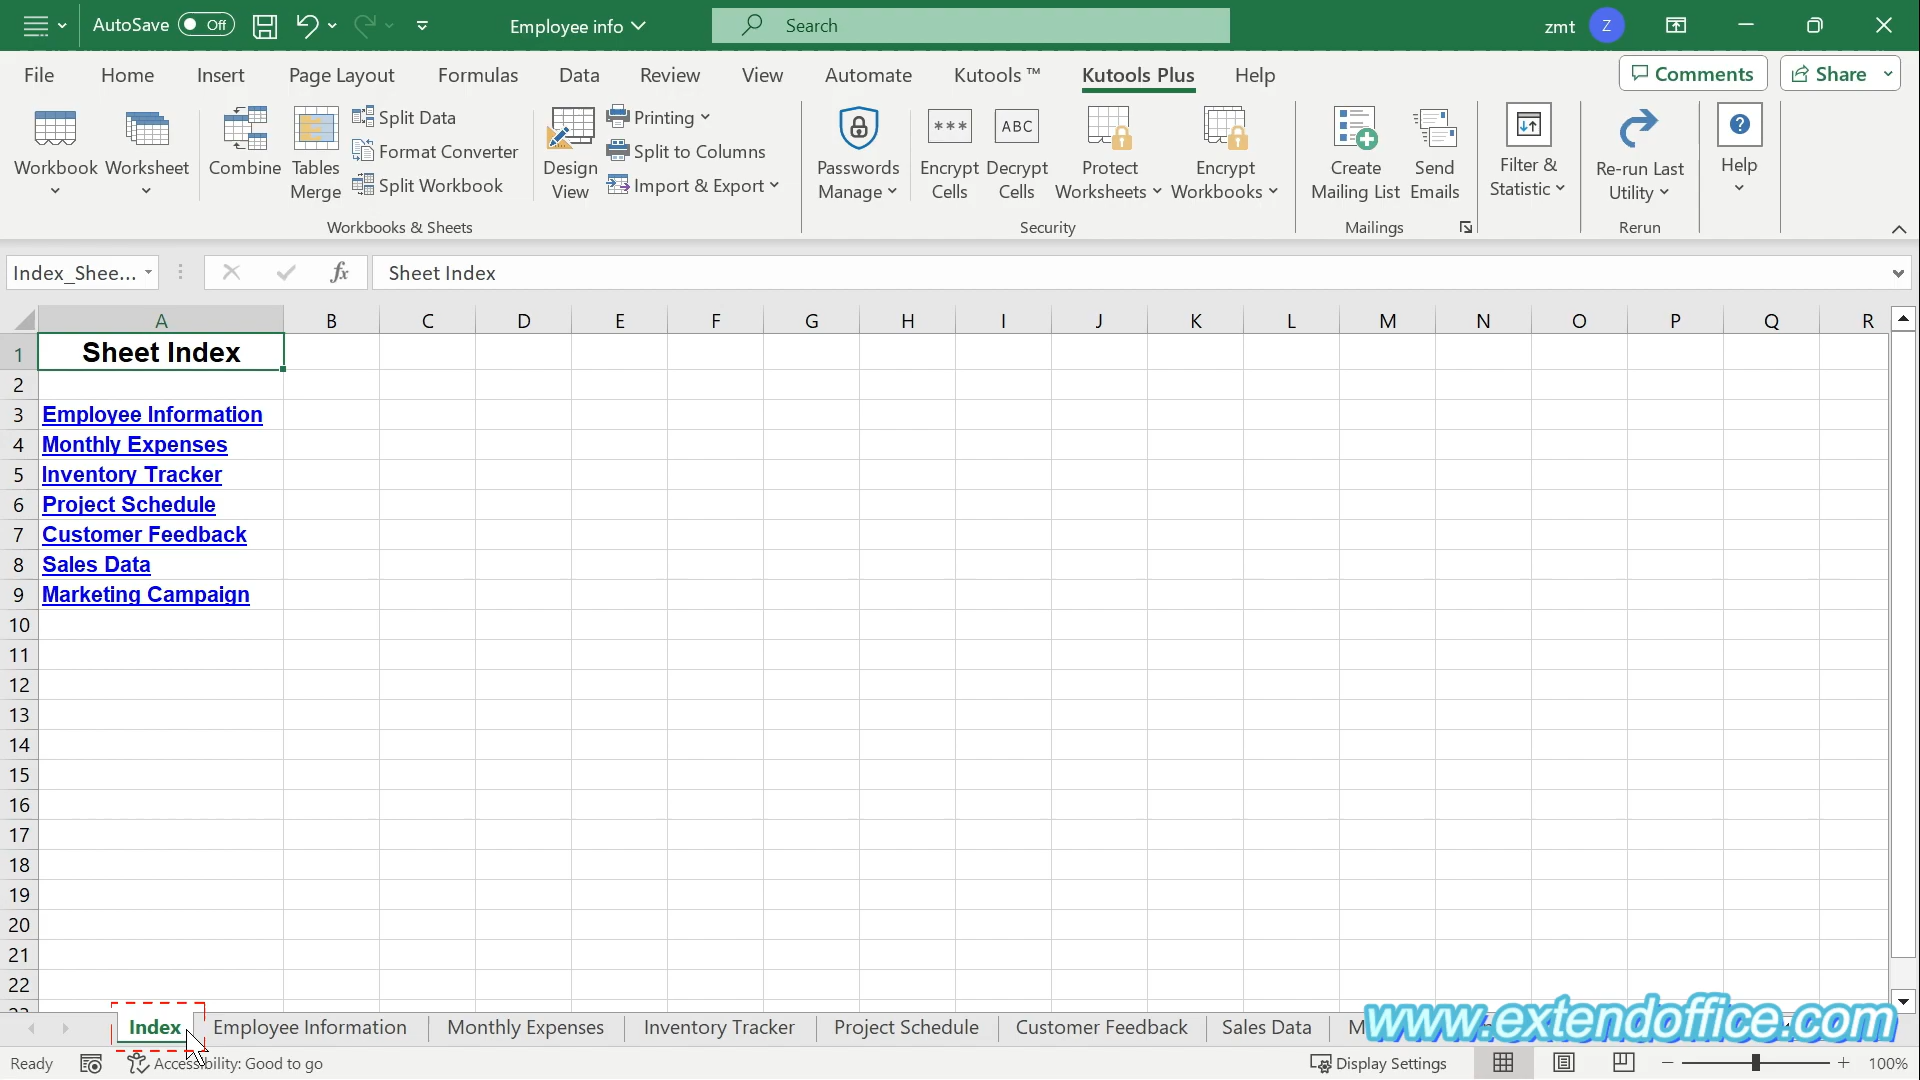 AutoSave Off Employee info Search zmt Z
File Home Insert Page Layout Formulas Data Review View Automate Kutools ™ Kutools Plus Help Comments Share
Workbook Worksheet Combine Tables Merge Split Data Format Converter Split Workbook
Workbooks & Sheets
Design View Printing Split to Columns Import & Export
Passwords Manage *** Encrypt Cells ABC Decrypt Cells Protect Worksheets Encrypt Workbooks
Security
Create Mailing List Send Emails
Mailings
Filter & Statistic
Re-run Last Utility
Rerun
? Help
Index_Shee... fx Sheet Index
A B C D E F G H I J K L M N O P Q R
1 Sheet Index
2
3 Employee Information
4 Monthly Expenses
5 Inventory Tracker
6 Project Schedule
7 Customer Feedback
8 Sales Data
9 Marketing Campaign
10
11
12
13
14
15
16
17
18
19
20
21
22
Index Employee Information Monthly Expenses Inventory Tracker Project Schedule Customer Feedback Sales Data
www.extendoffice.com
Ready Accessibility: Good to go Display Settings 100%